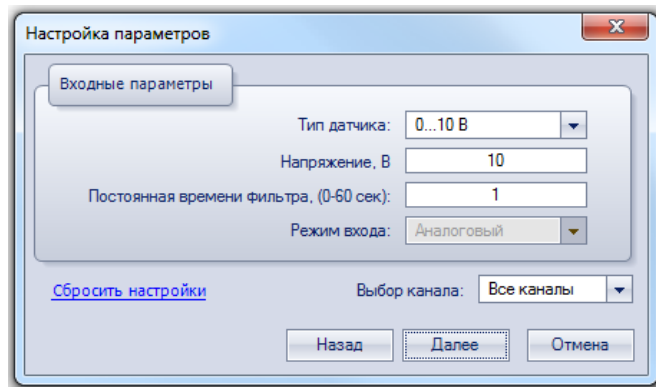 Настройка параметров
Входные параметры
Тип датчика: 0...10 В
Напряжение, В 10
Постоянная времени фильтра, (0-60 сек): 1
Режим входа: Аналоговый
Сбросить настройки Выбор канала: Все каналы
Назад Далее Отмена